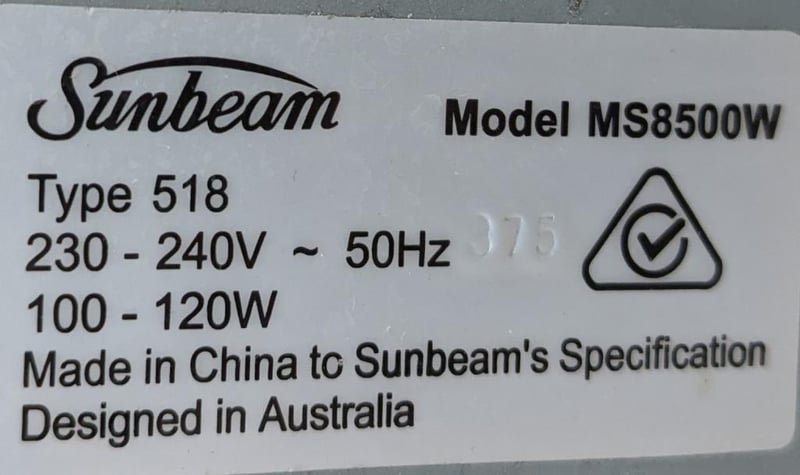 Sunbeam
Model MS8500W
Type 518
230 - 240V ~ 50Hz
375
100 - 120W
Made in China to Sunbeam's Specification
Designed in Australia